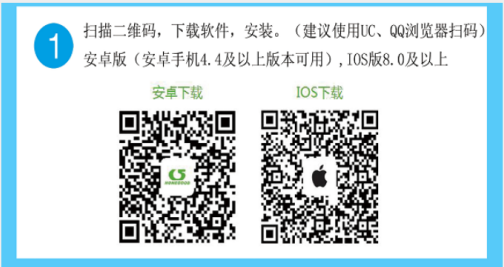 1
扫描二维码，下载软件，安装。（建议使用UC、QQ浏览器扫码）
安卓版（安卓手机4.4及以上版本可用）,IOS版8.0及以上
安卓下载
IOS下载